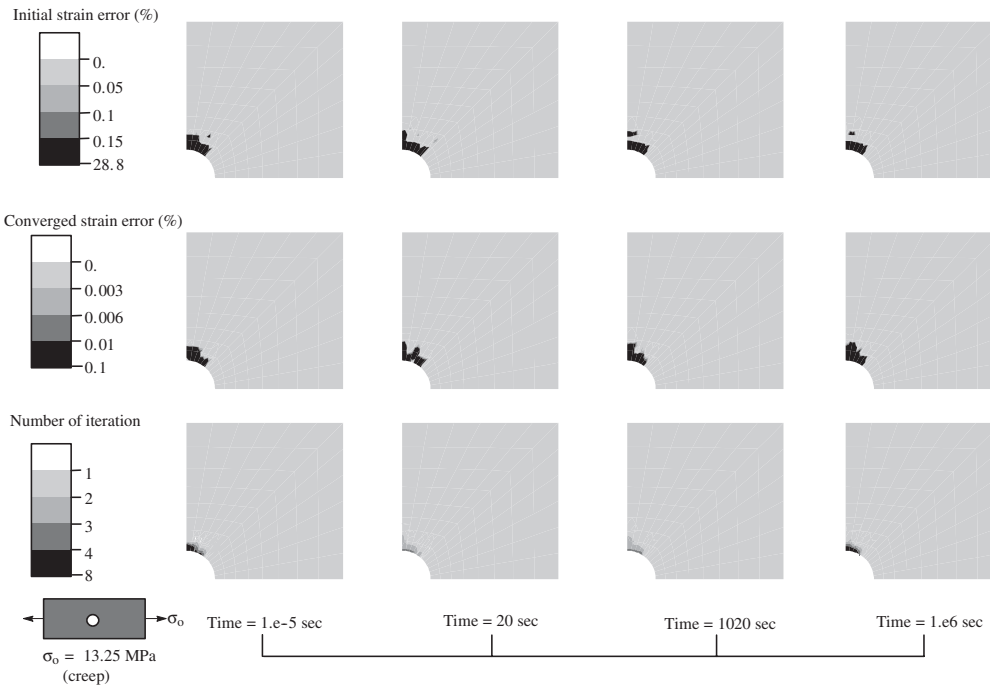 Initial strain error (%)
0.
0.05
0.1
0.15
28.8
Converged strain error (%)
0.
0.003
0.006
0.01
0.1
Number of iteration
1
2
3
4
8
σo
σo = 13.25 MPa
(creep)
Time = 1.e-5 sec
Time = 20 sec
Time = 1020 sec
Time = 1.e6 sec